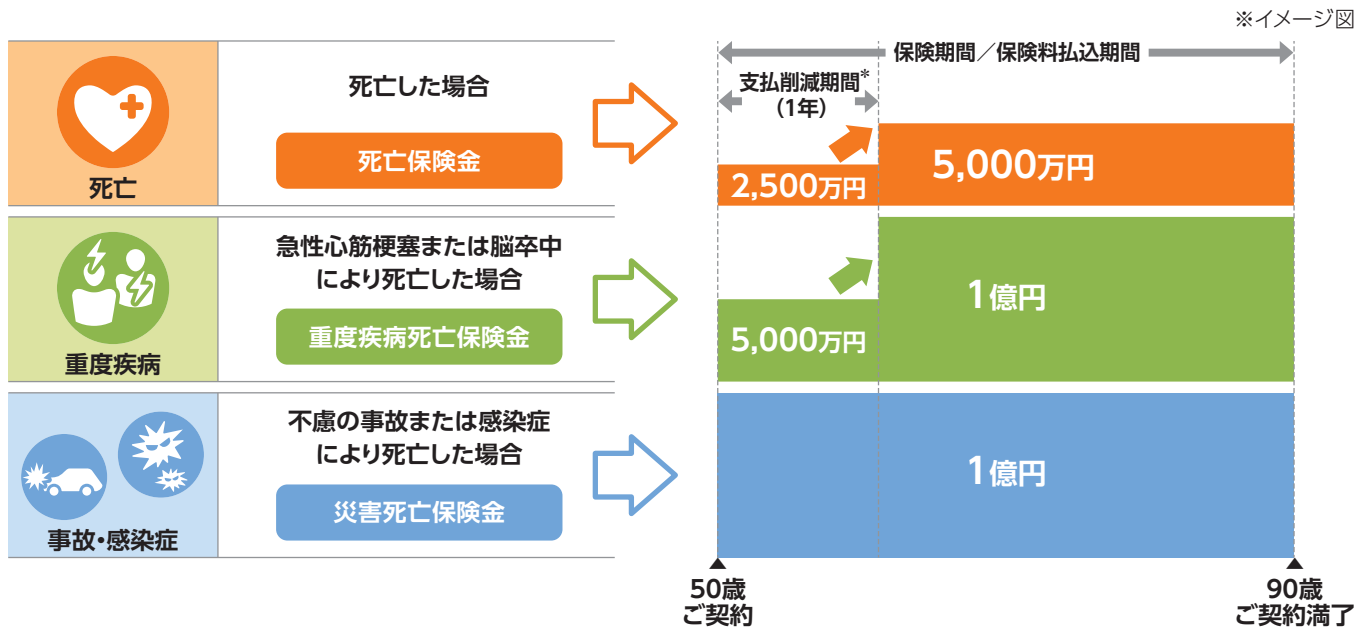 ※イメージ図
死亡
死亡した場合
死亡保険金
重度疾病
急性心筋梗塞または脳卒中
により死亡した場合
重度疾病死亡保険金
事故・感染症
不慮の事故または感染症
により死亡した場合
災害死亡保険金
保険期間／保険料払込期間
支払削減期間*
（1年）
2,500万円
5,000万円
5,000万円
1億円
1億円
50歳
ご契約
90歳
ご契約満了